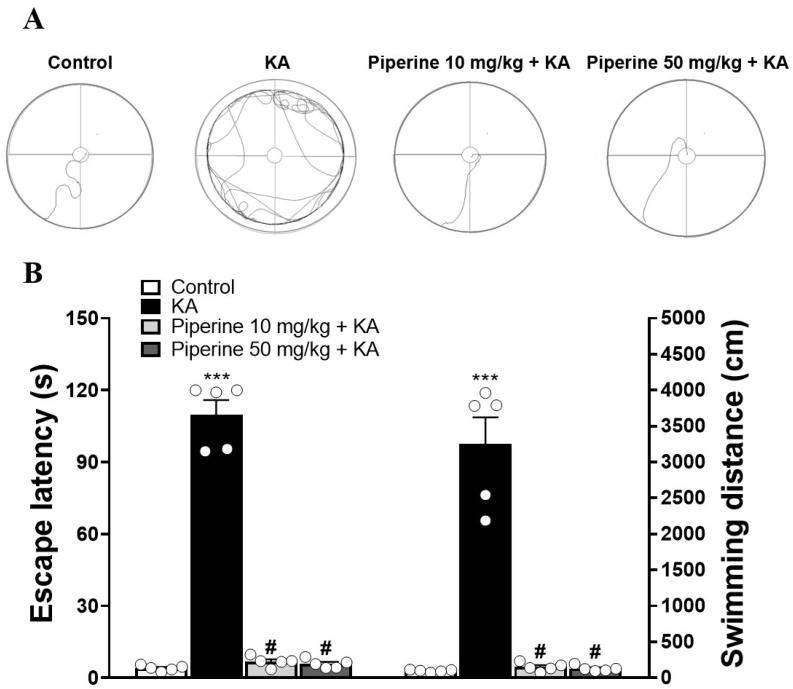 A
Control KA Piperine 10 mg/kg + KA Piperine 50 mg/kg + KA
B
Control
KA
Piperine 10 mg/kg + KA
Piperine 50 mg/kg + KA
Escape latency (s)
150
120
90
60
30
0
*** ***
# # # #
5000
4500
4000
3500
3000
2500
2000
1500
1000
500
0
Swimming distance (cm)